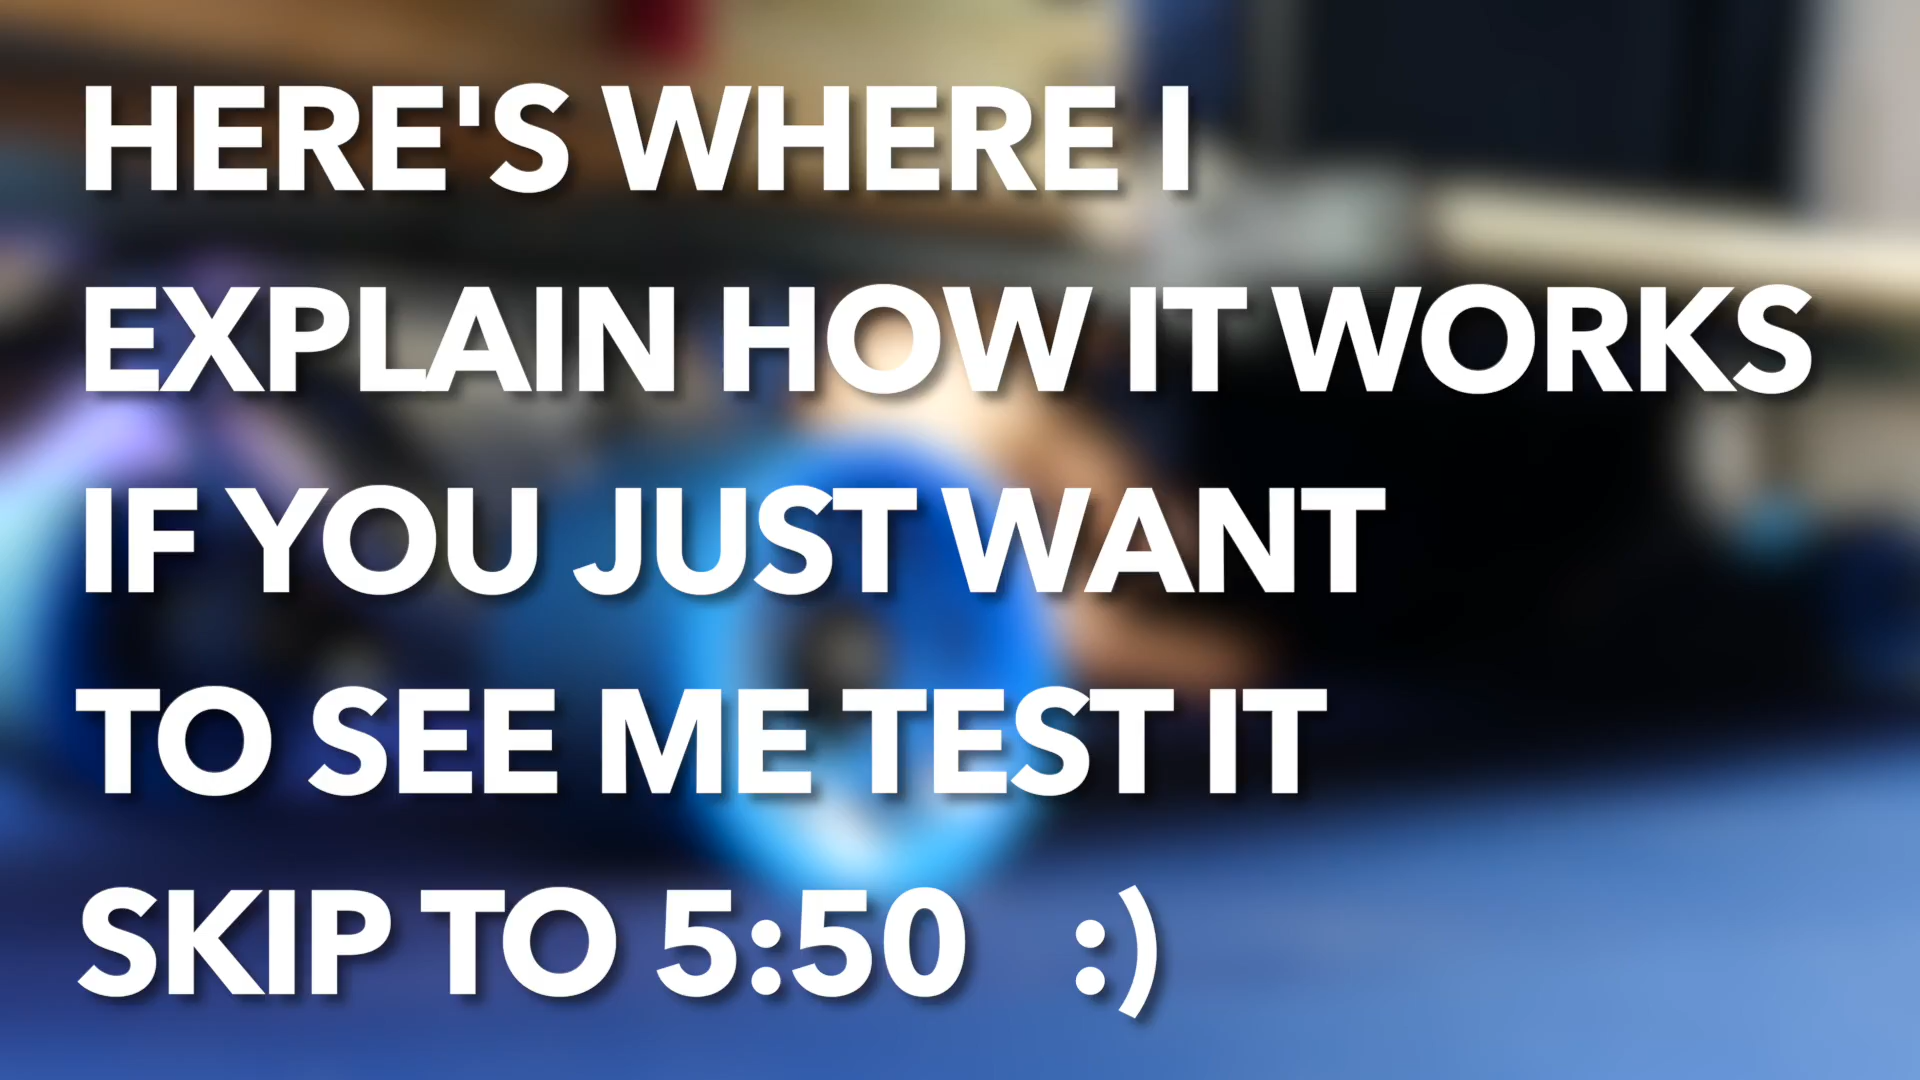 HERE'S WHERE I
EXPLAIN HOW IT WORKS
IF YOU JUST WANT
TO SEE ME TEST IT
SKIP TO 5:50 :)